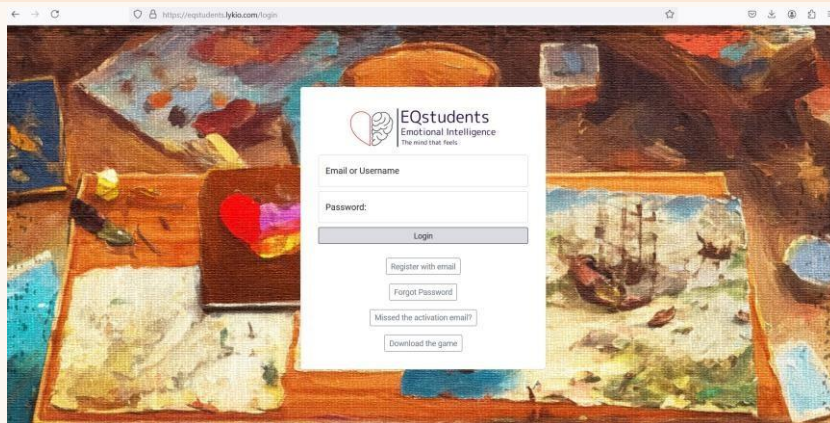 https://eqstudents.lykio.com/login
EQstudents
Emotional Intelligence
The mind that feels
Email or Username
Password:
Login
Register with email
Forgot Password
Missed the activation email?
Download the game